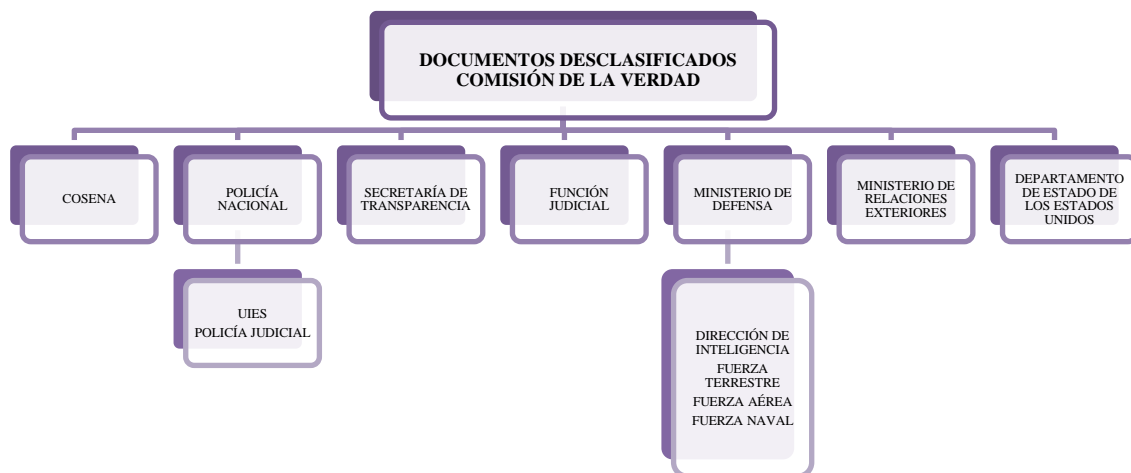 DOCUMENTOS DESCLASIFICADOS
COMISIÓN DE LA VERDAD
COSENA
POLICÍA
NACIONAL
SECRETARÍA DE
TRANSPARENCIA
FUNCIÓN
JUDICIAL
MINISTERIO DE
DEFENSA
MINISTERIO DE
RELACIONES
EXTERIORES
DEPARTAMENTO
DE ESTADO DE
LOS ESTADOS
UNIDOS
UIES
POLICÍA JUDICIAL
DIRECCIÓN DE
INTELIGENCIA
FUERZA
TERRESTRE
FUERZA AÉREA
FUERZA NAVAL